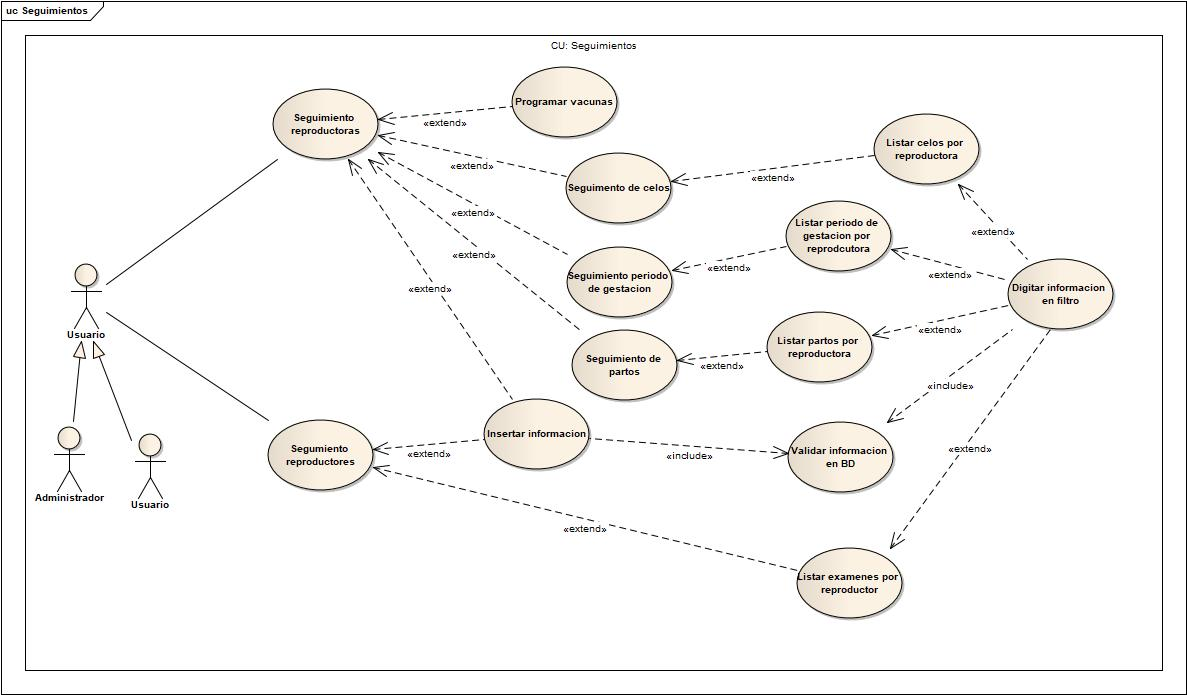 uc Seguimientos
CU: Seguimientos
Programar vacunas
Seguimiento
reproductoras
«extend»
Listar celos por
reproductora
«extend»
Seguimento de celos
«extend»
«extend»
Listar periodo de
gestacion por
reprodcutora
«extend»
«extend»
«extend»
Seguimiento periodo
de gestacion
«extend»
Digitar informacion
en filtro
«extend»
«extend»
Usuario
«extend»
Listar partos por
reproductora
Seguimiento de
partos
«extend»
«include»
Insertar informacion
Segumiento
reproductores
«extend»
«include»
Validar informacion
en BD
«extend»
Administrador
Usuario
«extend»
Listar examenes por
reproductor